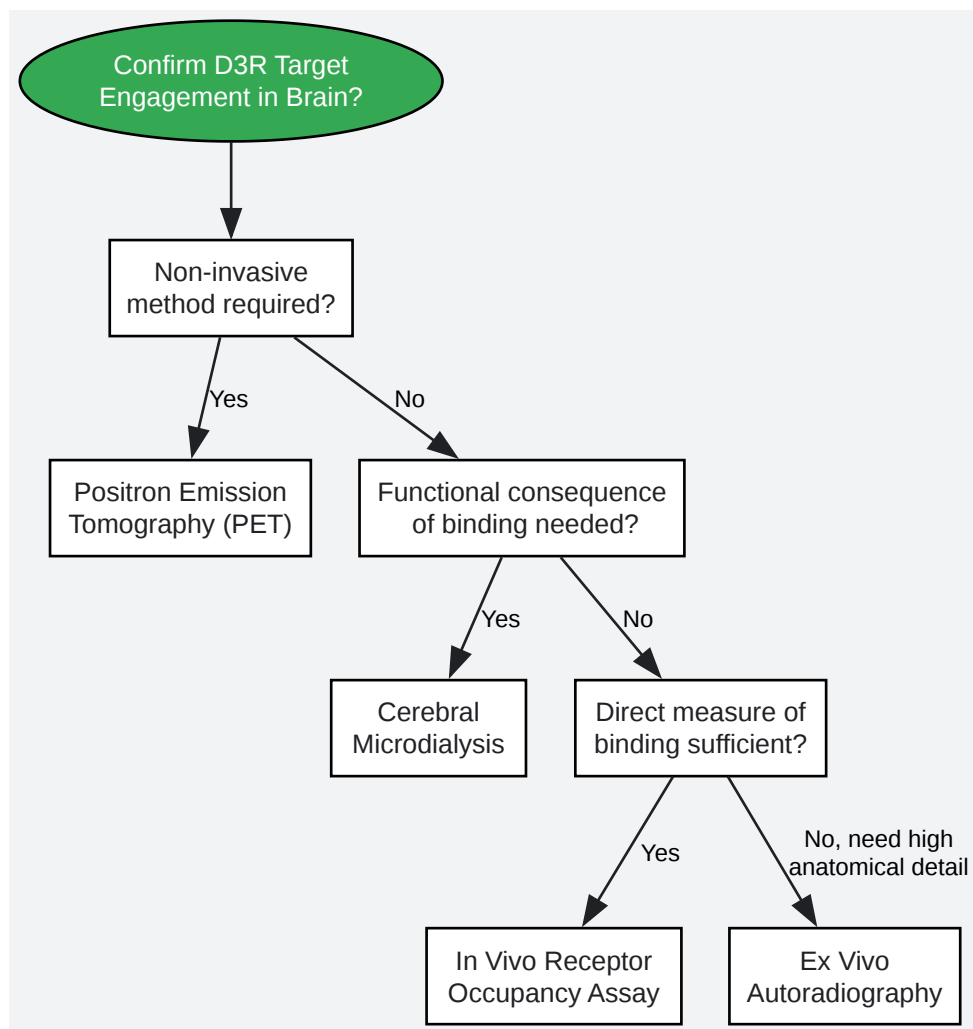 Confirm D3R Target
Engagement in Brain?
Non-invasive
method required?
Yes
No
Positron Emission
Tomography (PET)
Functional consequence
of binding needed?
Yes
No
Cerebral
Microdialysis
Direct measure of
binding sufficient?
Yes
No, need high
anatomical detail
In Vivo Receptor
Occupancy Assay
Ex Vivo
Autoradiography